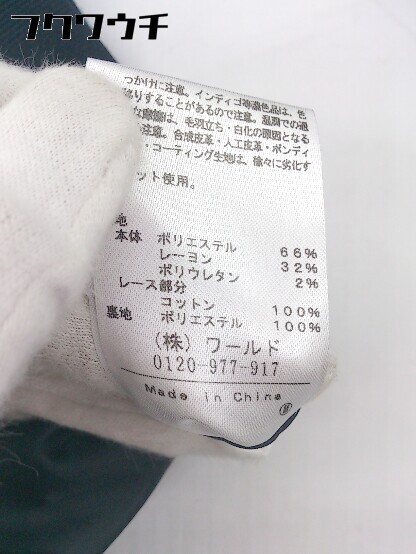 フクウクチ
っかけに注意。インディゴ等濃色品は、色
移りすることがあるので注意。湿潤での過
な摩擦は、毛羽立ち・白化の原因となる
注意。合成皮革・人工皮革・ボンディ
・コーティング生地は、徐々に劣化す
ット使用。
地
本体 ポリエステル 66%
レーヨン 32%
ポリウレタン 2%
レース部分
コットン 100%
裏地 ポリエステル 100%
(株) ワールド
0120-977-917
Made in China